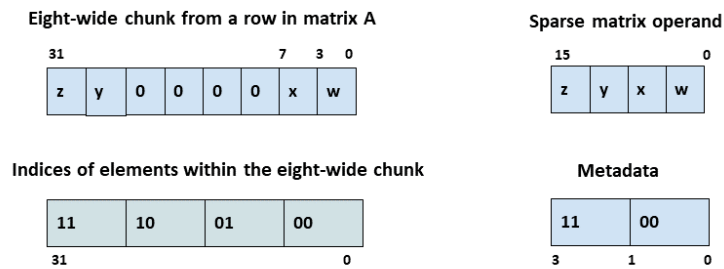 Eight-wide chunk from a row in matrix A
31 7 3 0
z y 0 0 0 0 x w
Sparse matrix operand
15 0
z y x w
Indices of elements within the eight-wide chunk
11 10 01 00
31 0
Metadata
11 00
3 1 0